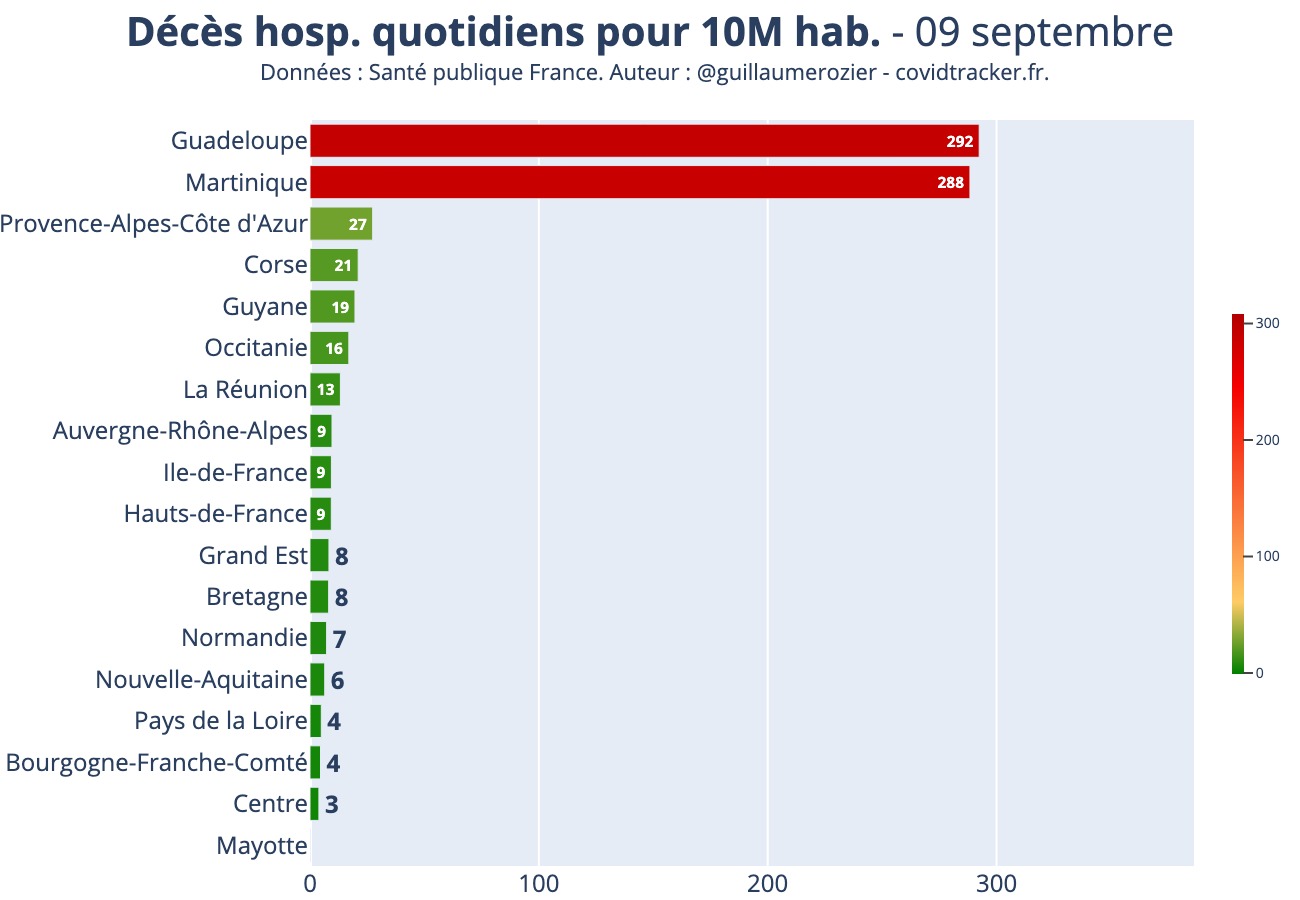 Décès hosp. quotidiens pour 10M hab. - 09 septembre
Données : Santé publique France. Auteur : @guillaumerozier - covidtracker.fr.
Guadeloupe 292
Martinique 288
Provence-Alpes-Côte d'Azur 27
Corse 21
Guyane 19
Occitanie 16
La Réunion 13
Auvergne-Rhône-Alpes 9
Ile-de-France 9
Hauts-de-France 9
Grand Est 8
Bretagne 8
Normandie 7
Nouvelle-Aquitaine 6
Pays de la Loire 4
Bourgogne-Franche-Comté 4
Centre 3
Mayotte
0 100 200 300
300
200
100
0